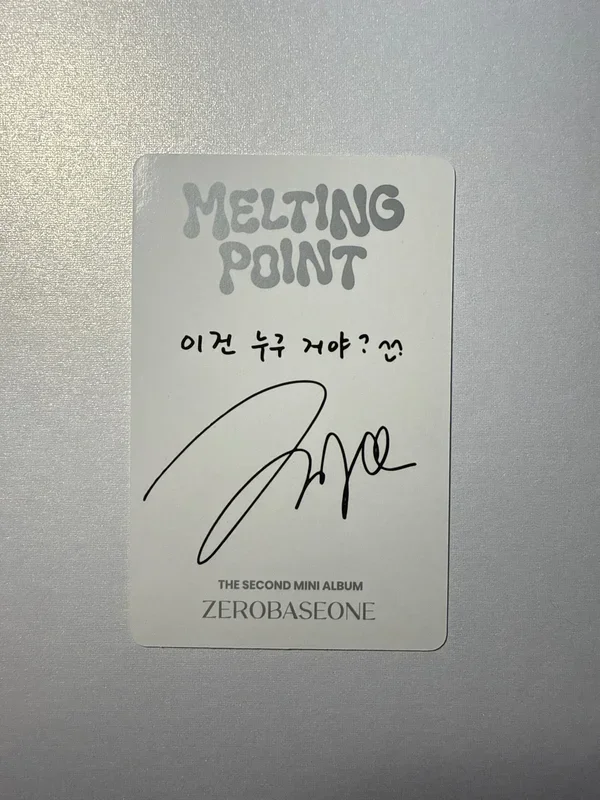 MELTING
POINT
이건 누구 거야? ^^?
THE SECOND MINI ALBUM
ZEROBASEONE